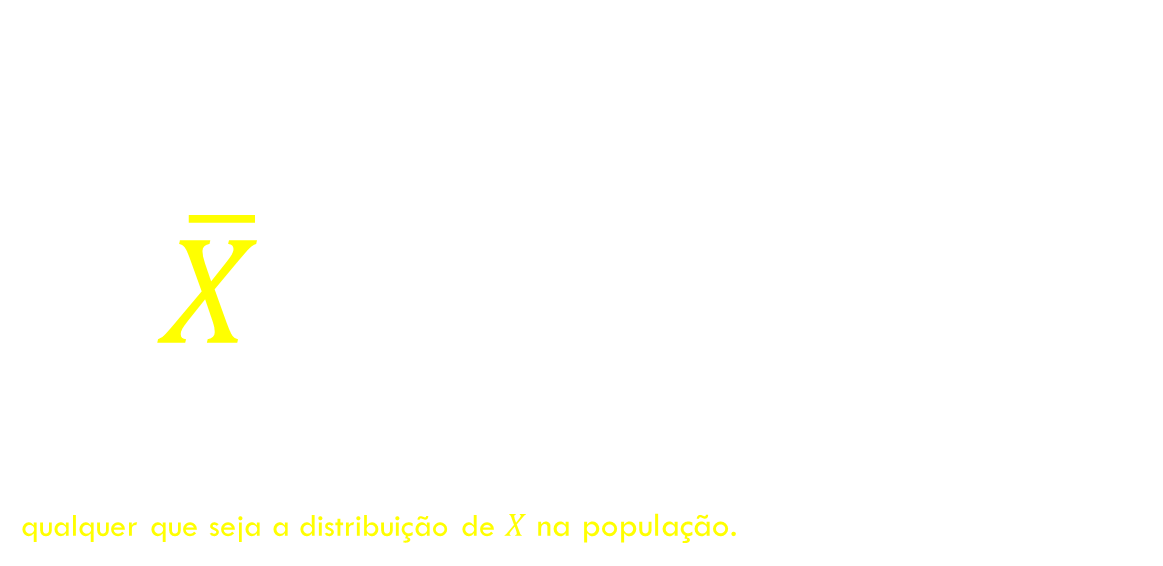 X̅
qualquer que seja a distribuição de X na população.